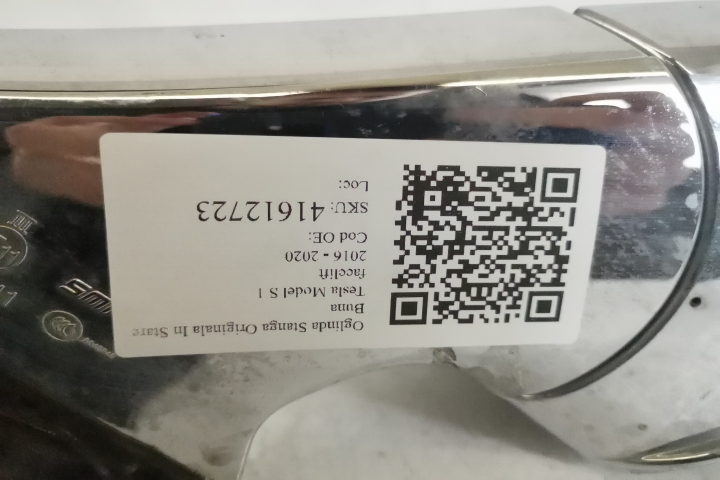 Oglinda Stanga Originala In Stare
Buna
Tesla Model S 1
facelift
2016 - 2020
Cod OE:
SKU: 41612723
Loc: